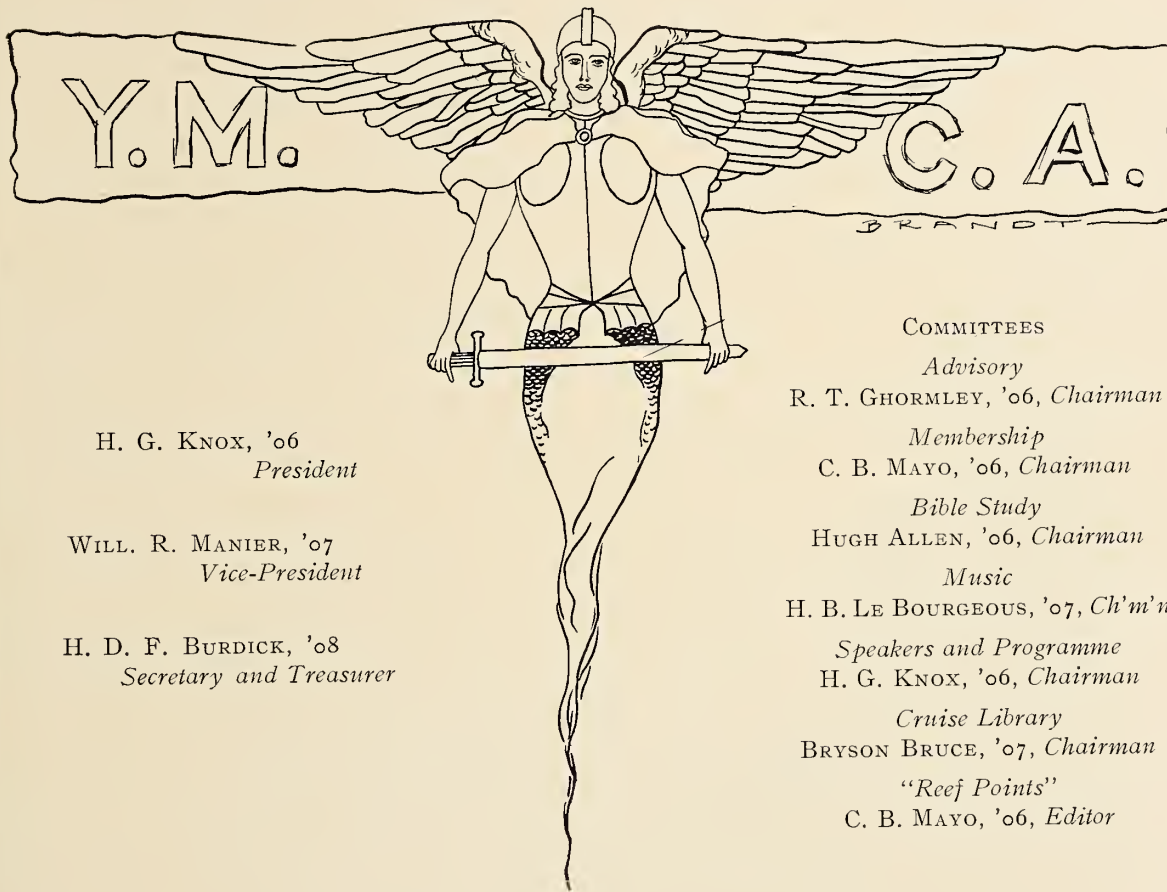 Y. M. C. A.
BRANDT
H. G. KNOX, '06
President
WILL. R. MANIER, '07
Vice-President
H. D. F. BURDICK, '08
Secretary and Treasurer
COMMITTEES
Advisory
R. T. GHORMLEY, '06, Chairman
Membership
C. B. MAYO, '06, Chairman
Bible Study
HUGH ALLEN, '06, Chairman
Music
H. B. LE BOURGEOUS, '07, Ch'm'n
Speakers and Programme
H. G. KNOX, '06, Chairman
Cruise Library
BRYSON BRUCE, '07, Chairman
"Reef Points"
C. B. MAYO, '06, Editor